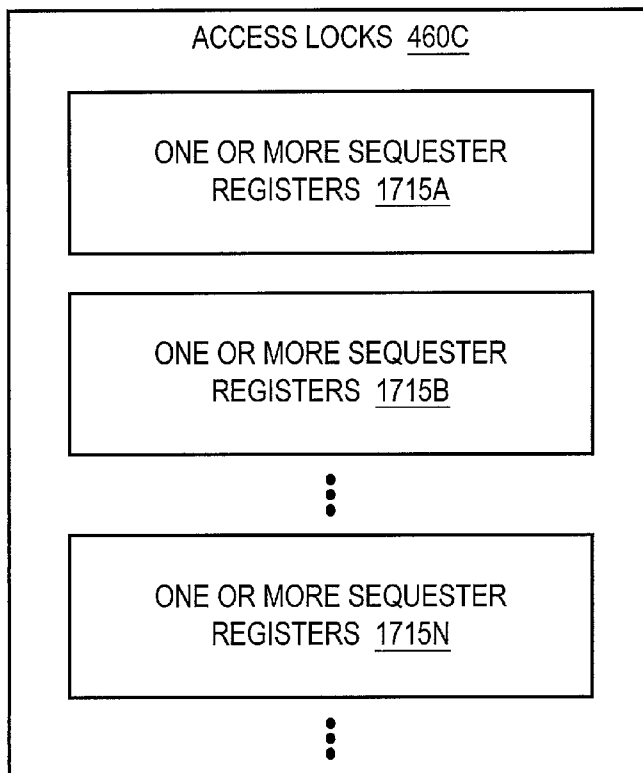 ACCESS LOCKS 460C
ONE OR MORE SEQUESTER
REGISTERS 1715A
ONE OR MORE SEQUESTER
REGISTERS 1715B
ONE OR MORE SEQUESTER
REGISTERS 1715N